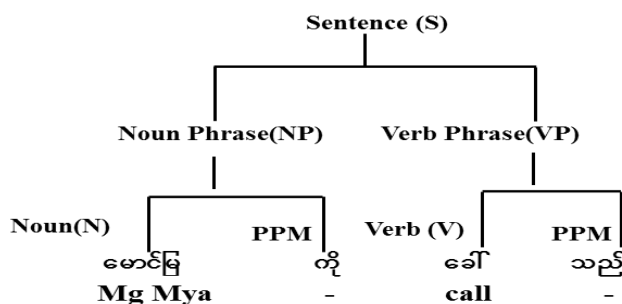 Sentence (S)
Noun Phrase(NP) Verb Phrase(VP)
Noun(N) PPM Verb (V) PPM
မောင်မြ ကို ခေါ် သည်
Mg Mya - call -